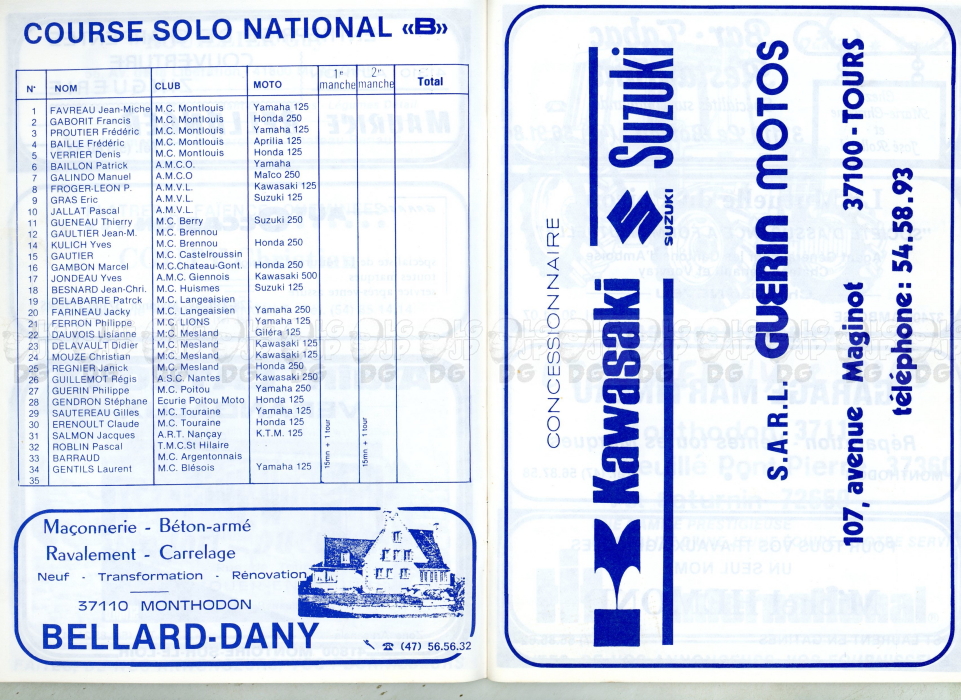 COURSE SOLO NATIONAL «B»
N° NOM CLUB MOTO 1re manche 2me manche Total
1 FAVREAU Jean-Miche M.C. Montlouis Yamaha 125
2 GABORIT Francis M.C. Montlouis Honda 250
3 PROUTIER Frédéric M.C. Montlouis Yamaha 125
4 BAILLE Frédéric M.C. Montlouis Aprilia 125
5 VERRIER Denis M.C. Montlouis Honda 125
6 BAILLON Patrick A.M.C.O. Yamaha
7 GALINDO Manuel A.M.C.O Maïco 250
8 FROGER-LEON P. A.M.V.L. Kawasaki 125
9 GRAS Eric A.M.V.L. Suzuki 125
10 JALLAT Pascal A.M.V.L.
11 GUENEAU Thierry M.C. Berry Suzuki 250
12 GAULTIER Jean-M. M.C. Brennou
14 KULICH Yves M.C. Brennou Honda 250
15 GAUTIER M.C. Castelroussin
16 GAMBON Marcel M.C.Chateau-Gont. Honda 250
17 JONDEAU Yves A.M.C. Giennois Kawasaki 500
18 BESNARD Jean-Chri. M.C. Huismes Suzuki 125
19 DELABARRE Patrck M.C. Langeaisien
20 FARINEAU Jacky M.C. Langeaisien Yamaha 250
21 FERRON Philippe M.C. LIONS Yamaha 125
22 DAUVOIS Lisianne M.C. Mesland Giléra 125
23 DELAVAULT Didier M.C. Mesland Kawasaki 125
24 MOUZE Christian M.C. Mesland Kawasaki 125
25 REGNIER Janick M.C. Mesland Honda 250
26 GUILLEMOT Régis A.S.C. Nantes Kawasaki 250
27 GUERIN Philippe M.C. Poitou Yamaha 250
28 GENDRON Stéphane Ecurie Poitou Moto Honda 125
29 SAUTEREAU Gilles M.C. Touraine Yamaha 125
30 ERENOULT Claude M.C. Touraine Honda 125
31 SALMON Jacques A.R.T. Nançay K.T.M. 125
32 ROBLIN Pascal T.M.C.St Hilaire
33 BARRAUD M.C. Argentonnais
34 GENTILS Laurent M.C. Blésois Yamaha 125
35
15mn + 1 tour
15mn + 1 tour
Maçonnerie - Béton-armé
Ravalement - Carrelage
Neuf - Transformation - Rénovation
37110 MONTHODON
BELLARD-DANY
(47) 56.56.32
CONCESSIONNAIRE
Kawasaki SUZUKI Suzuki
S.A.R.L. GUERIN MOTOS
107, avenue Maginot 37100-TOURS
téléphone: 54.58.93